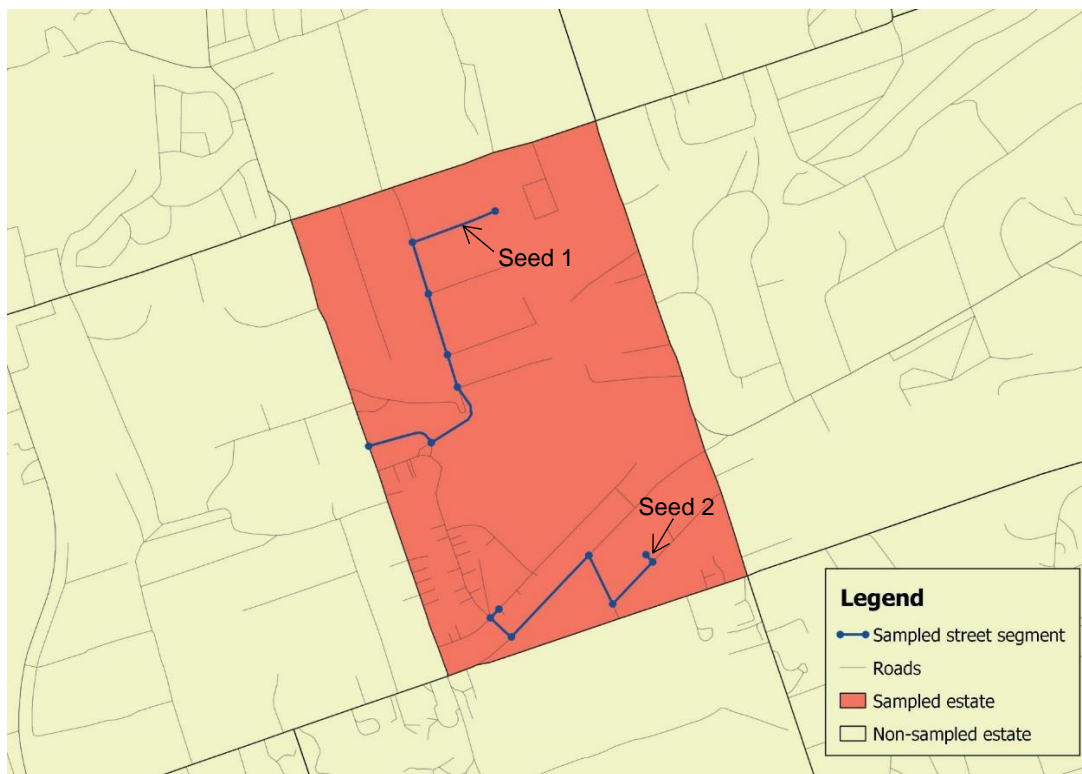 Seed 1
Seed 2
Legend
Sampled street segment
Roads
Sampled estate
Non-sampled estate